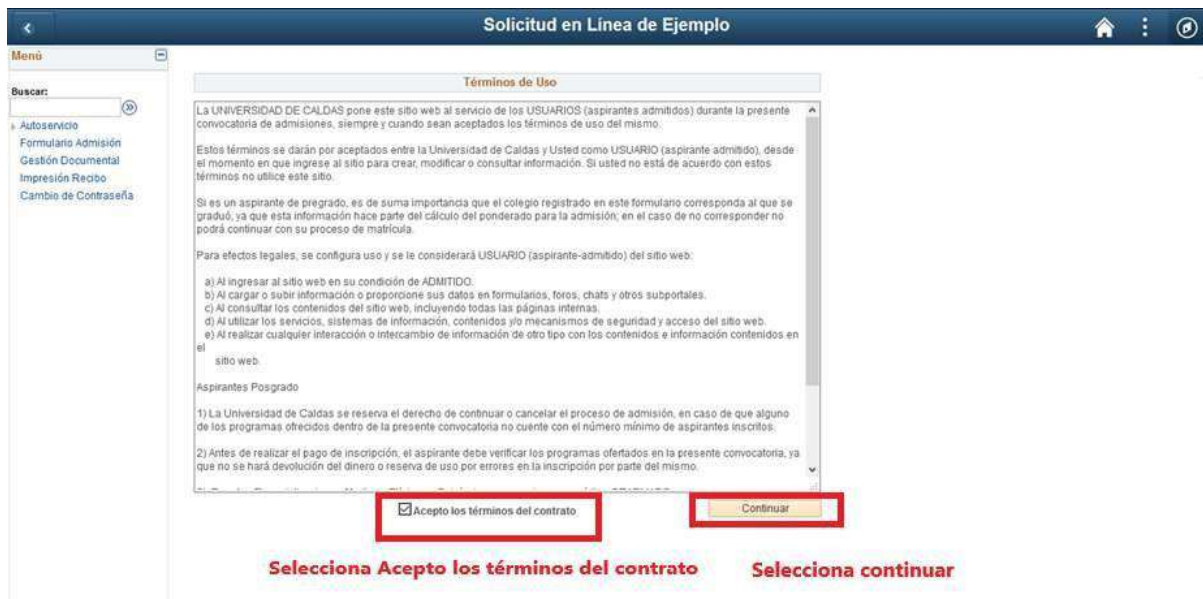 Solicitud en Línea de Ejemplo
Menú
Buscar:
Autoservicio
Formulario Admisión
Gestión Documental
Impresión Recibo
Cambio de Contraseña
Términos de Uso
La UNIVERSIDAD DE CALDAS pone este sitio web al servicio de los USUARIOS (aspirantes admitidos) durante la presente
convocatoria de admisiones, siempre y cuando sean aceptados los términos de uso del mismo.
Estos términos se darán por aceptados entre la Universidad de Caldas y Usted como USUARIO (aspirante admitido), desde
el momento en que ingrese al sitio para crear, modificar o consultar información. Si usted no está de acuerdo con estos
términos no utilice este sitio.
Si es un aspirante de pregrado, es de suma importancia que el colegio registrado en este formulario corresponda al que se
graduó, ya que esta información hace parte del cálculo del ponderado para la admisión; en el caso de no corresponder no
podrá continuar con su proceso de matrícula.
Para efectos legales, se configura uso y se le considerará USUARIO (aspirante-admitido) del sitio web:
a) Al ingresar al sitio web en su condición de ADMITIDO.
b) Al cargar o subir información o proporcione sus datos en formularios, foros, chats y otros subportales.
c) Al consultar los contenidos del sitio web, incluyendo todas las páginas internas.
d) Al utilizar los servicios, sistemas de información, contenidos y/o mecanismos de seguridad y acceso del sitio web.
e) Al realizar cualquier interacción o intercambio de información de otro tipo con los contenidos e información contenidos en
el
sitio web.
Aspirantes Posgrado
1) La Universidad de Caldas se reserva el derecho de continuar o cancelar el proceso de admisión, en caso de que alguno
de los programas ofrecidos dentro de la presente convocatoria no cuente con el número mínimo de aspirantes inscritos.
2) Antes de realizar el pago de inscripción, el aspirante debe verificar los programas ofertados en la presente convocatoria, ya
que no se hará devolución del dinero o reserva de uso por errores en la inscripción por parte del mismo.
Acepto los términos del contrato
Continuar
Selecciona Acepto los términos del contrato
Selecciona continuar